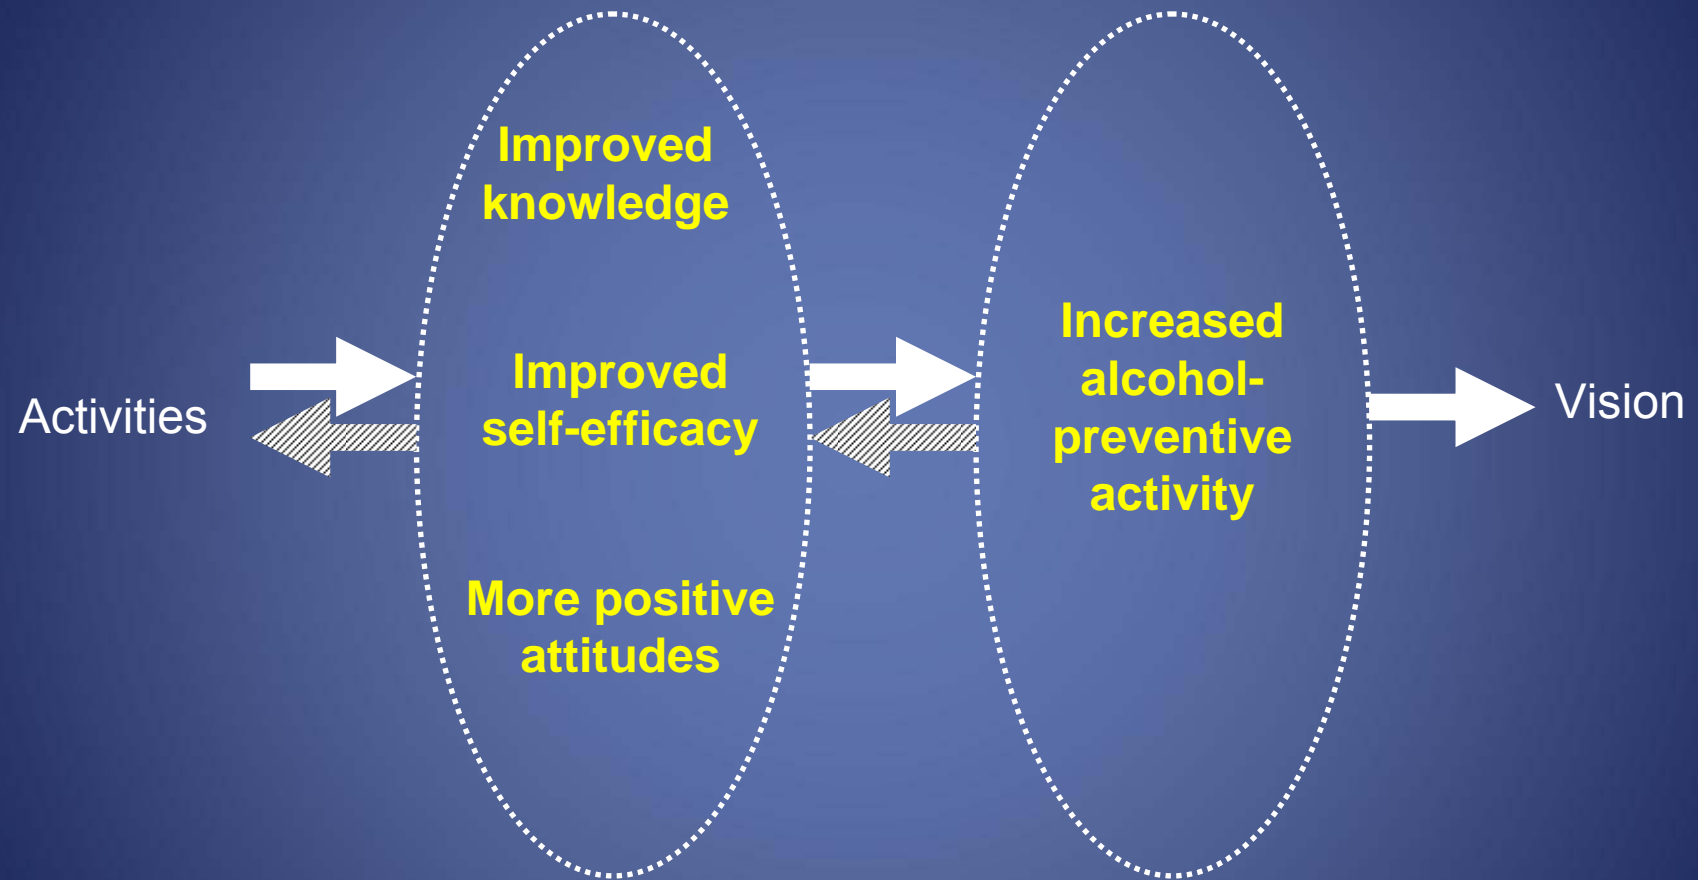 Activities
Improved
knowledge
Improved
self-efficacy
More positive
attitudes
Increased
alcohol-
preventive
activity
Vision